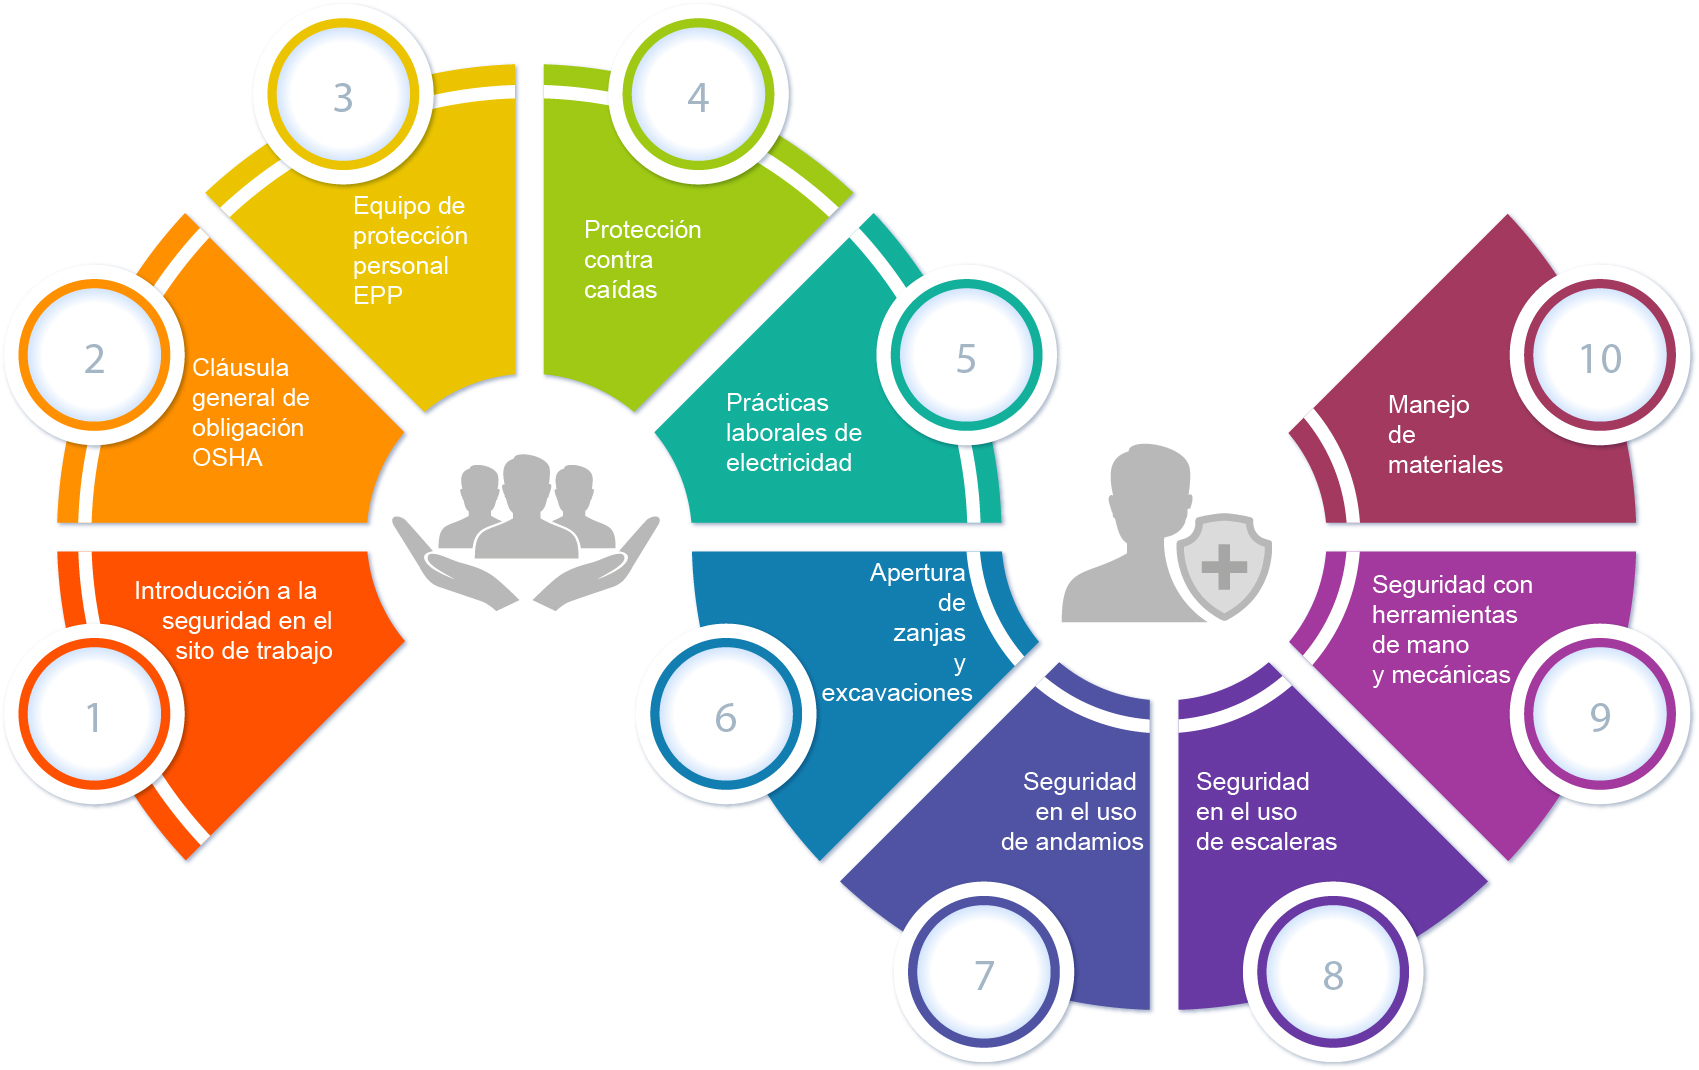 1
Introducción a la
seguridad en el
sito de trabajo
2
Cláusula
general de
obligación
OSHA
3
Equipo de
protección
personal
EPP
4
Protección
contra
caídas
5
Prácticas
laborales de
electricidad
6
Apertura
de
zanjas
y
excavaciones
7
Seguridad
en el uso
de andamios
8
Seguridad
en el uso
de escaleras
9
Seguridad con
herramientas
de mano
y mecánicas
10
Manejo
de
materiales